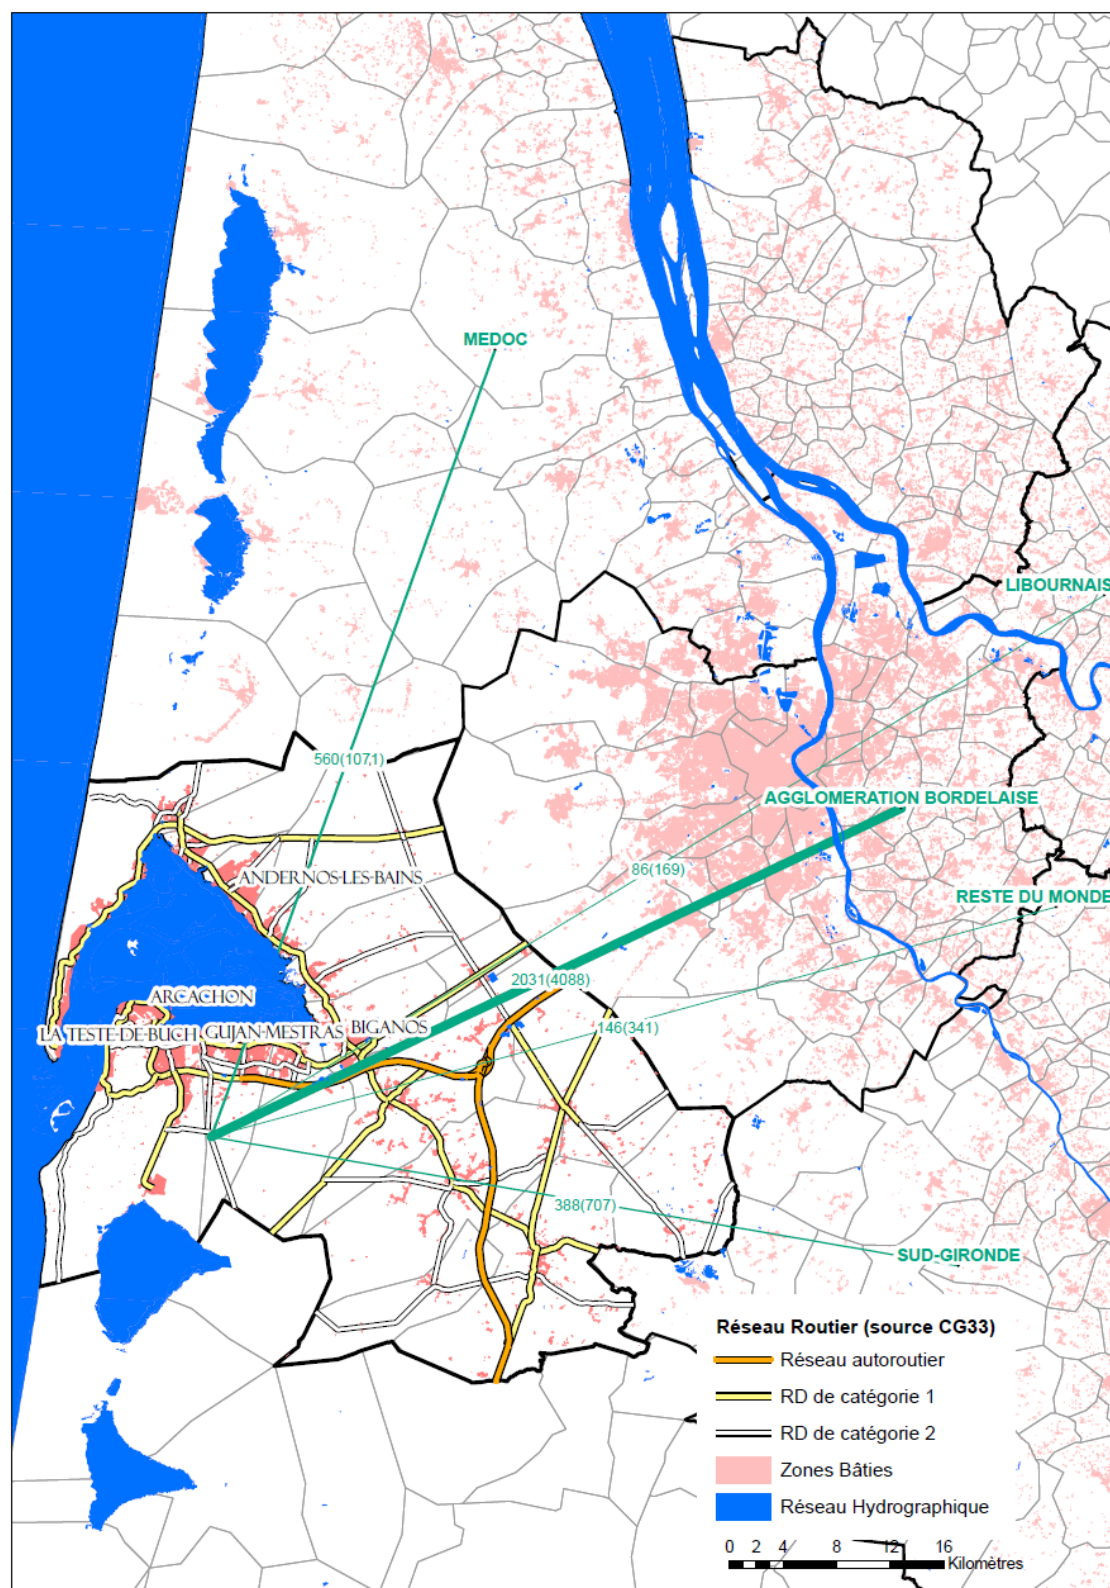 MEDOC
LIBOURNAIS
560(1071)
AGGLOMERATION BORDELAISE
86(169)
ANDERNOS-LES-BAINS
RESTE DU MONDE
2031(4088)
ARCACHON
146(341)
LA TESTE-DE-BUCH
GUJAN-MESTRAS
BIGANOS
388(707)
SUD-GIRONDE
Réseau Routier (source CG33)
Réseau autoroutier
RD de catégorie 1
RD de catégorie 2
Zones Bâties
Réseau Hydrographique
0 2 4 8 12 16
Kilomètres